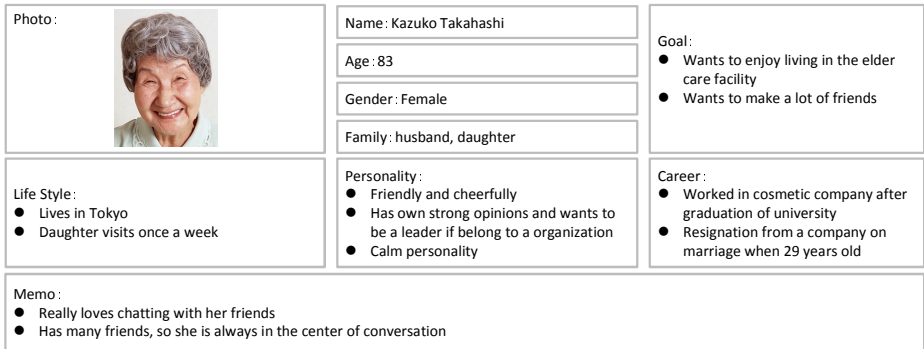 Photo:
Name:Kazuko Takahashi
Age:83
Gender:Female
Family:husband, daughter
Goal:
● Wants to enjoy living in the elder
care facility
● Wants to make a lot of friends
Life Style:
● Lives in Tokyo
● Daughter visits once a week
Personality:
● Friendly and cheerfully
● Has own strong opinions and wants to
be a leader if belong to a organization
● Calm personality
Career:
● Worked in cosmetic company after
graduation of university
● Resignation from a company on
marriage when 29 years old
Memo:
● Really loves chatting with her friends
● Has many friends, so she is always in the center of conversation